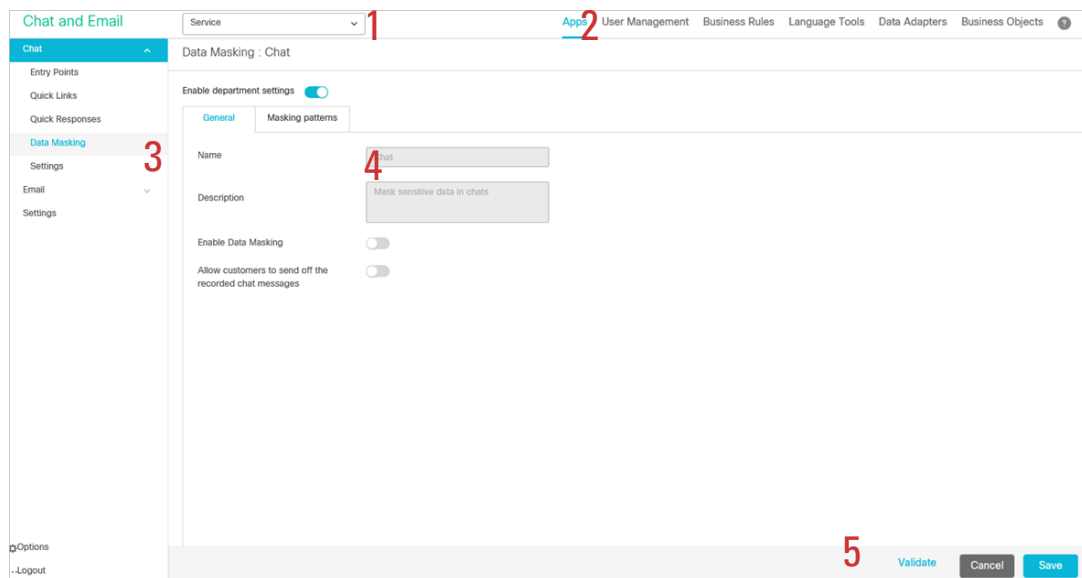 Chat and Email
Service
1
Apps
2
User Management
Business Rules
Language Tools
Data Adapters
Business Objects
?
Chat
Entry Points
Quick Links
Quick Responses
Data Masking
3
Settings
Email
Settings
Options
Logout
Data Masking : Chat
Enable department settings
General
Masking patterns
Name
Chat
4
Description
Mask sensitive data in chats
Enable Data Masking
Allow customers to send off the
recorded chat messages
5
Validate
Cancel
Save